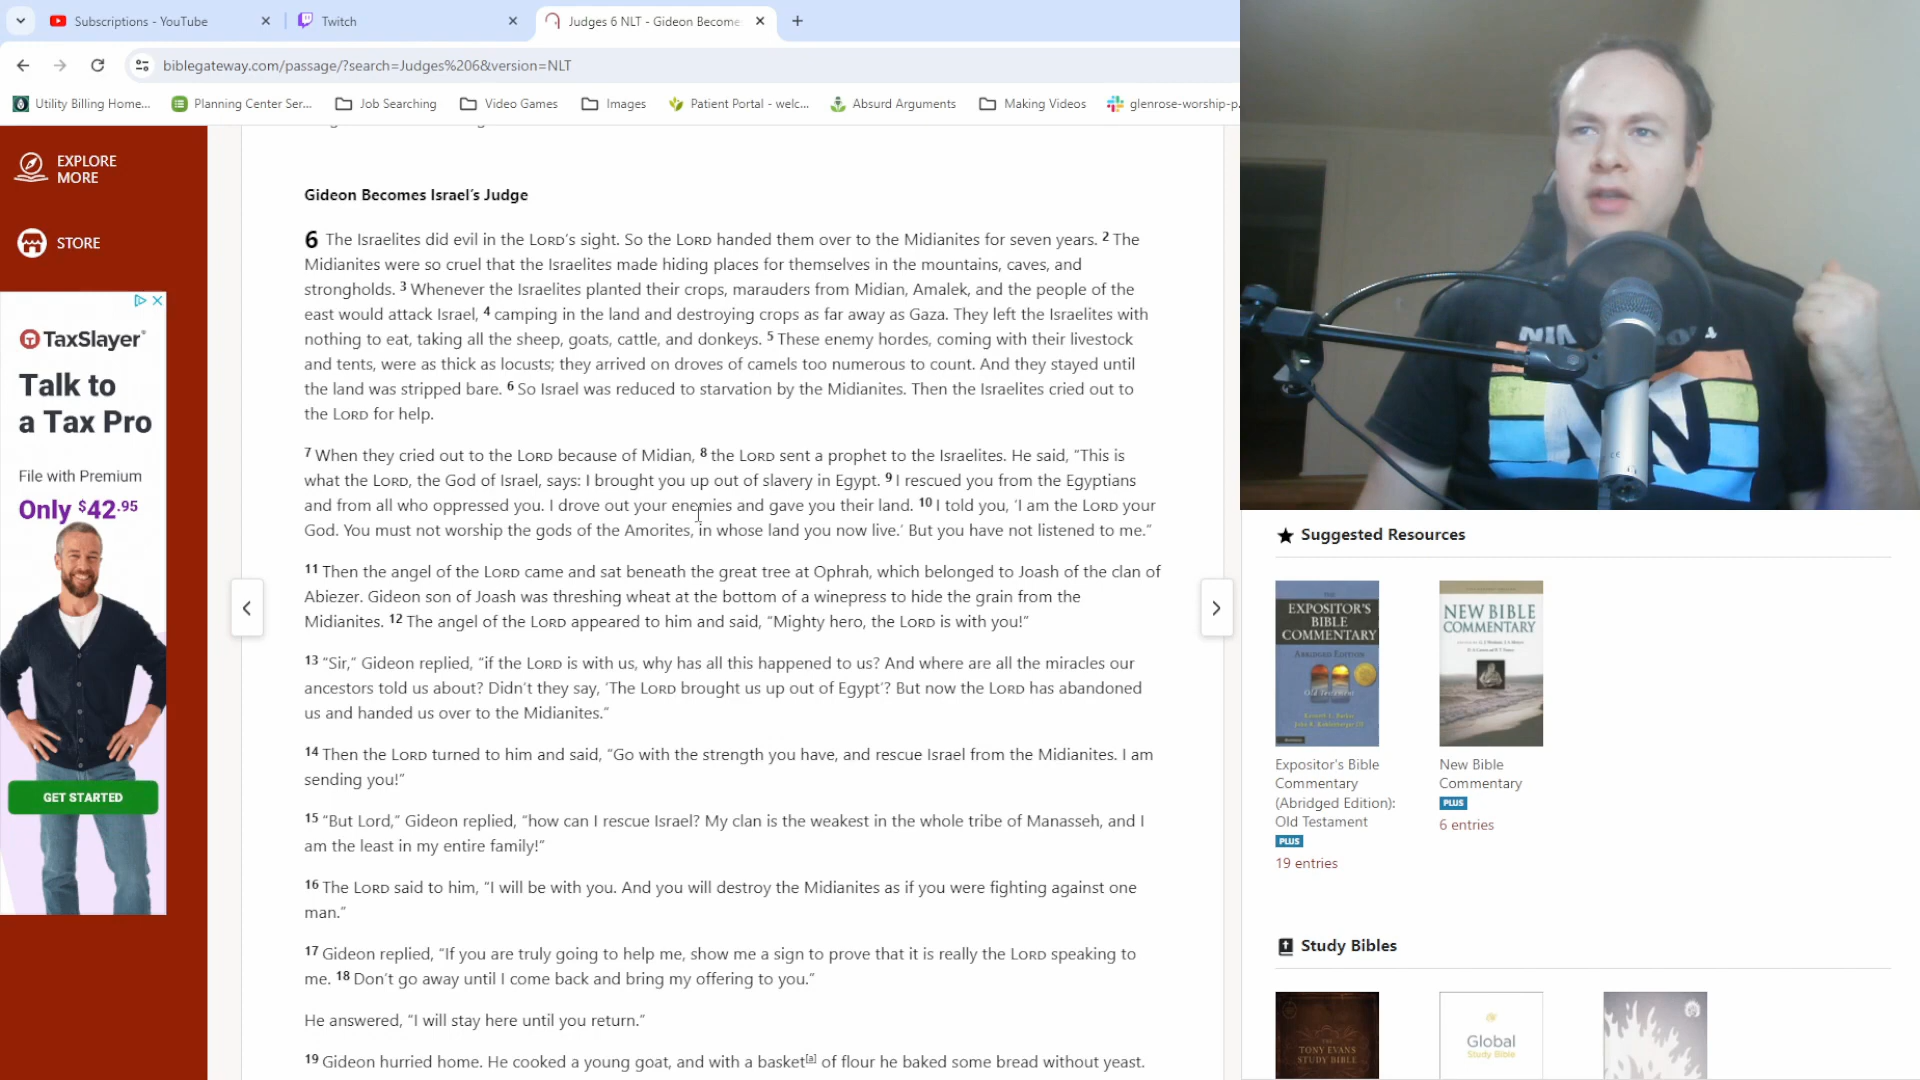 Subscriptions - YouTube
Twitch
Judges 6 NLT - Gideon Become
biblegateway.com/passage/?search=Judges%206&version=NLT
Utility Billing Home...
Planning Center Ser...
Job Searching
Video Games
Images
Patient Portal - welc...
Absurd Arguments
Making Videos
glenrose-worship-p...
EXPLORE
MORE
STORE
TaxSlayer
Talk to
a Tax Pro
File with Premium
Only $42.95
GET STARTED
Gideon Becomes Israel’s Judge
6 The Israelites did evil in the LORD’s sight. So the LORD handed them over to the Midianites for seven years. 2 The
Midianites were so cruel that the Israelites made hiding places for themselves in the mountains, caves, and
strongholds. 3 Whenever the Israelites planted their crops, marauders from Midian, Amalek, and the people of the
east would attack Israel, 4 camping in the land and destroying crops as far away as Gaza. They left the Israelites with
nothing to eat, taking all the sheep, goats, cattle, and donkeys. 5 These enemy hordes, coming with their livestock
and tents, were as thick as locusts; they arrived on droves of camels too numerous to count. And they stayed until
the land was stripped bare. 6 So Israel was reduced to starvation by the Midianites. Then the Israelites cried out to
the LORD for help.
7 When they cried out to the LORD because of Midian, 8 the LORD sent a prophet to the Israelites. He said, “This is
what the LORD, the God of Israel, says: I brought you up out of slavery in Egypt. 9 I rescued you from the Egyptians
and from all who oppressed you. I drove out your enemies and gave you their land. 10 I told you, ‘I am the LORD your
God. You must not worship the gods of the Amorites, in whose land you now live.’ But you have not listened to me.”
11 Then the angel of the LORD came and sat beneath the great tree at Ophrah, which belonged to Joash of the clan of
Abiezer. Gideon son of Joash was threshing wheat at the bottom of a winepress to hide the grain from the
Midianites. 12 The angel of the LORD appeared to him and said, “Mighty hero, the LORD is with you!”
13 “Sir,” Gideon replied, “if the LORD is with us, why has all this happened to us? And where are all the miracles our
ancestors told us about? Didn’t they say, ‘The LORD brought us up out of Egypt’? But now the LORD has abandoned
us and handed us over to the Midianites.”
14 Then the LORD turned to him and said, “Go with the strength you have, and rescue Israel from the Midianites. I am
sending you!”
15 “But Lord,” Gideon replied, “how can I rescue Israel? My clan is the weakest in the whole tribe of Manasseh, and I
am the least in my entire family!”
16 The LORD said to him, “I will be with you. And you will destroy the Midianites as if you were fighting against one
man.”
17 Gideon replied, “If you are truly going to help me, show me a sign to prove that it is really the LORD speaking to
me. 18 Don’t go away until I come back and bring my offering to you.”
He answered, “I will stay here until you return.”
19 Gideon hurried home. He cooked a young goat, and with a basket[a] of flour he baked some bread without yeast.
Suggested Resources
THE
EXPOSITOR'S
BIBLE
COMMENTARY
ABRIDGED EDITION
Old Testament
NEW BIBLE
COMMENTARY
Expositor's Bible
Commentary
(Abridged Edition):
Old Testament
PLUS
19 entries
New Bible
Commentary
PLUS
6 entries
Study Bibles
THE
TONY EVANS
STUDY BIBLE
Global
Study Bible